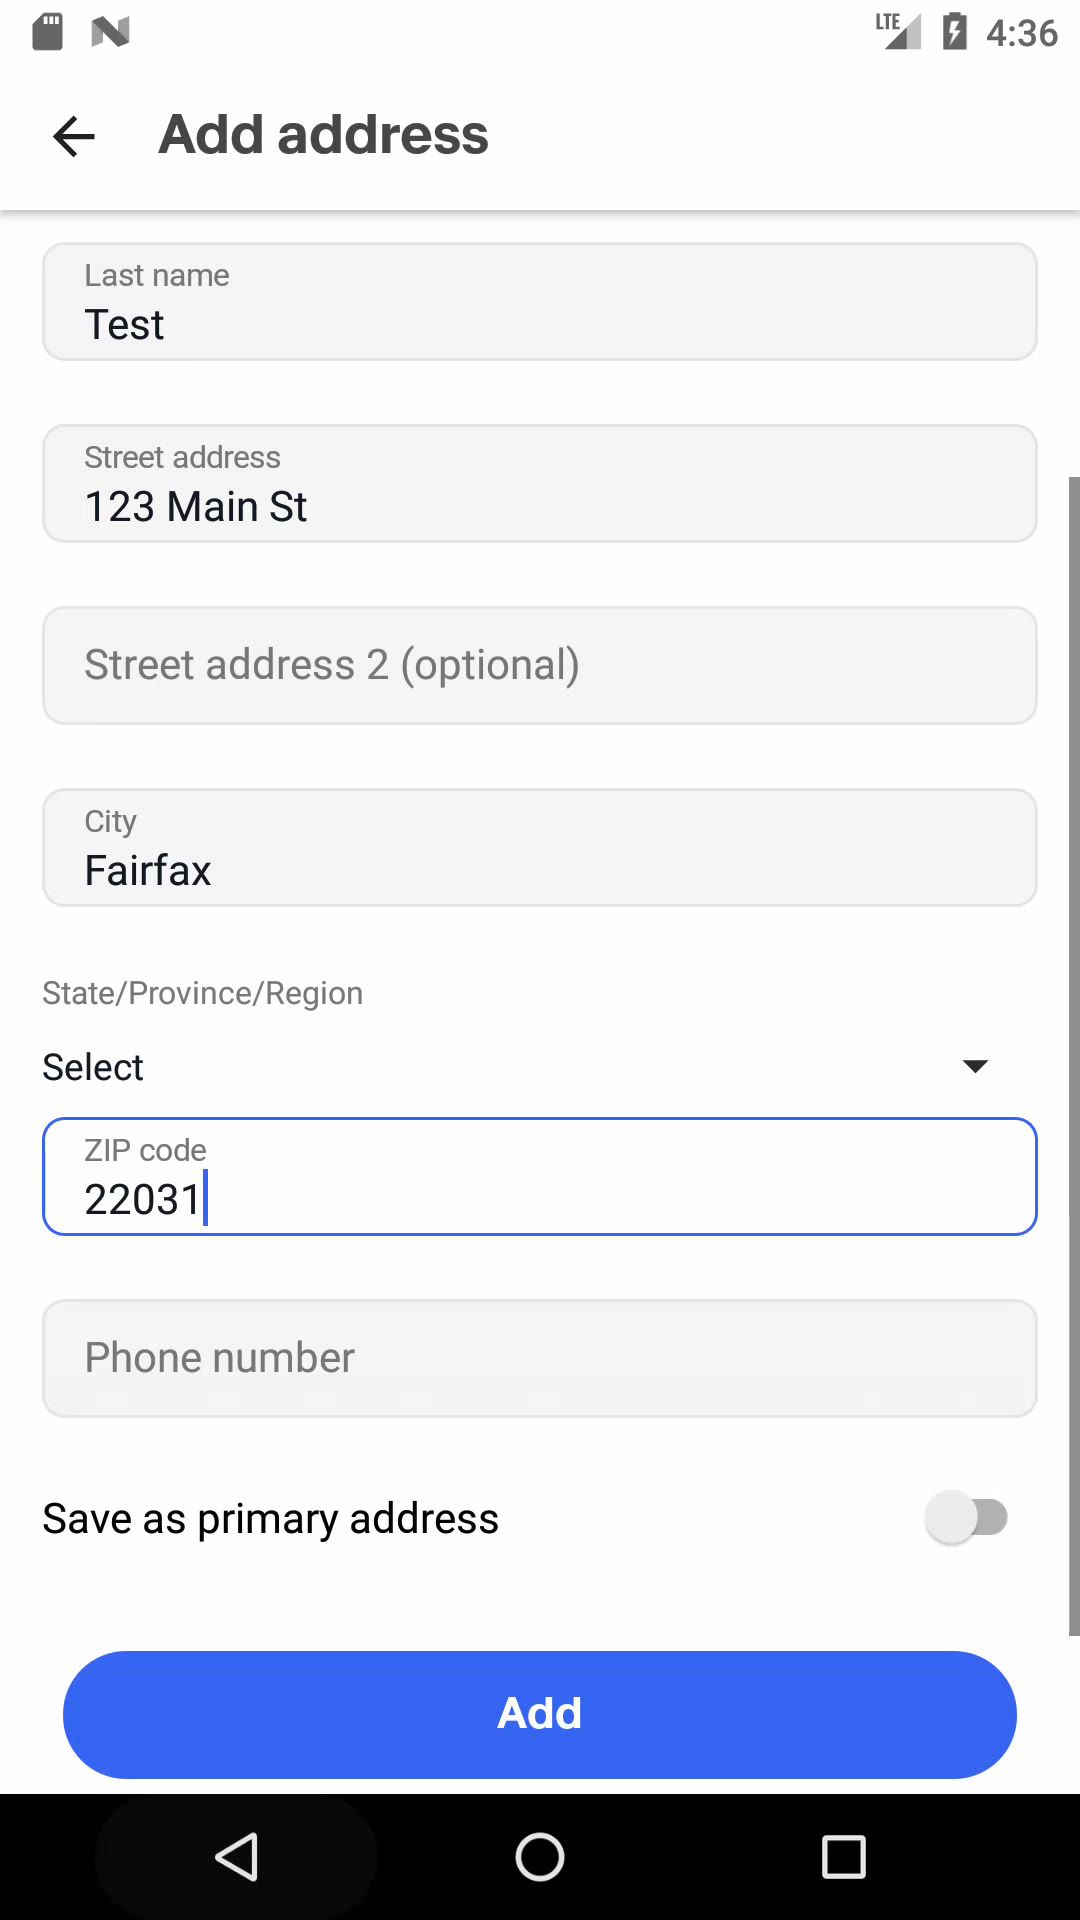 LTE 4:36
Add address
Last name
Test
Street address
123 Main St
Street address 2 (optional)
City
Fairfax
State/Province/Region
Select
ZIP code
22031
Phone number
Save as primary address
Add